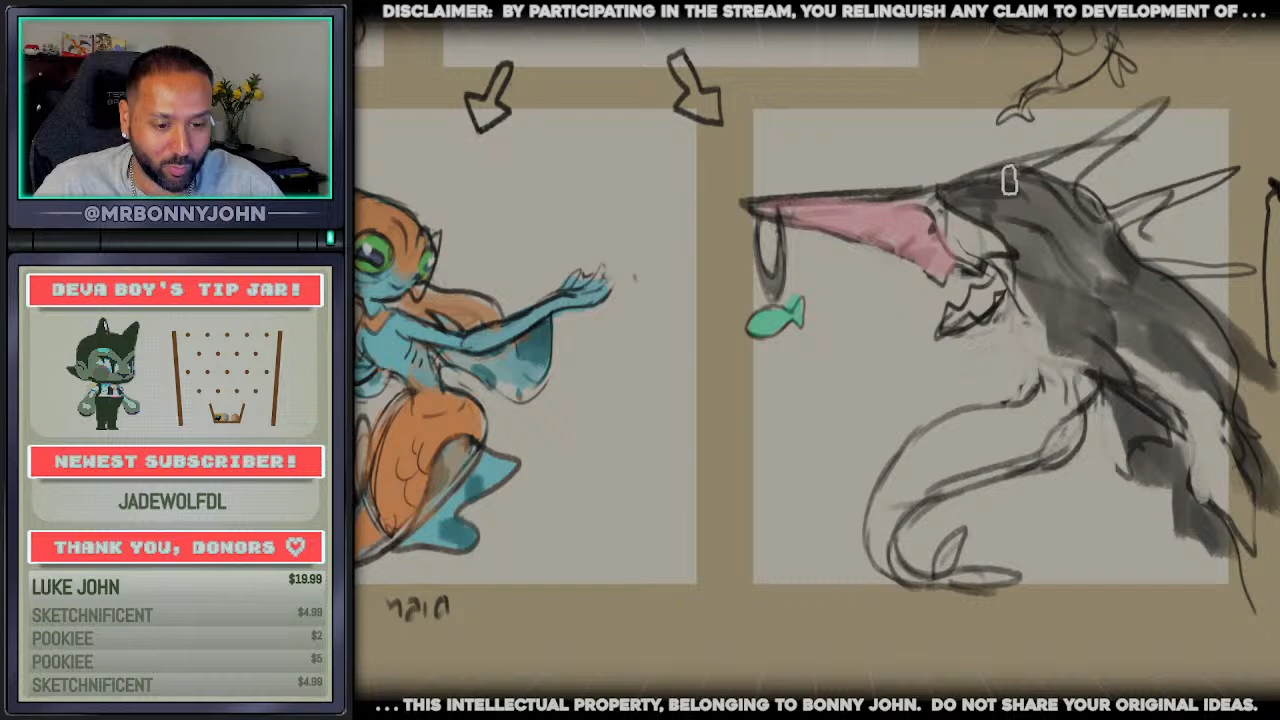 DISCLAIMER: BY PARTICIPATING IN THE STREAM, YOU RELINQUISH ANY CLAIM TO DEVELOPMENT OF . . .
@MRBONNYJOHN
DEVA BOY'S TIP JAR!
NEWEST SUBSCRIBER!
JADEWOLFDL
THANK YOU, DONORS ♡
LUKE JOHN $19.99
SKETCHNIFICENT $4.99
POOKIEE $2
POOKIEE $5
SKETCHNIFICENT $4.99
. . . THIS INTELLECTUAL PROPERTY, BELONGING TO BONNY JOHN. DO NOT SHARE YOUR ORIGINAL IDEAS.